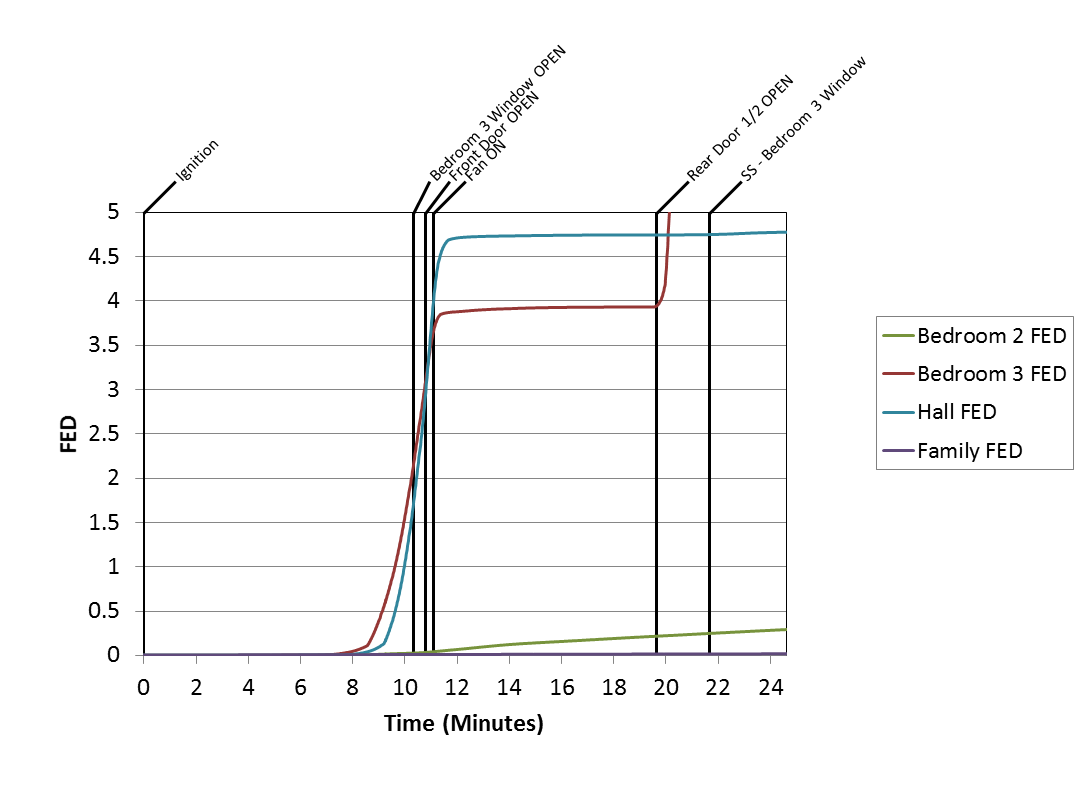 Ignition
Bedroom 3 Window OPEN
Front Door OPEN
Fan ON
Rear Door 1/2 OPEN
SS - Bedroom 3 Window
5
4.5
4
3.5
3
2.5
2
1.5
1
0.5
0
FED
0 2 4 6 8 10 12 14 16 18 20 22 24
Time (Minutes)
Bedroom 2 FED
Bedroom 3 FED
Hall FED
Family FED